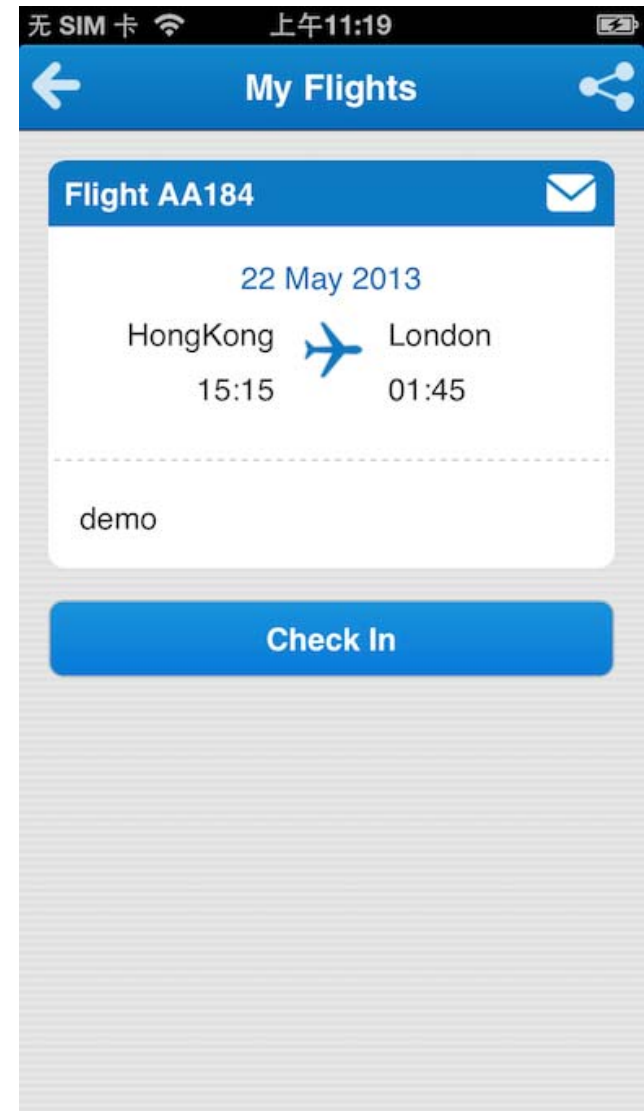 无 SIM 卡 上午11:19
My Flights
Flight AA184
22 May 2013
HongKong London
15:15 01:45
demo
Check In